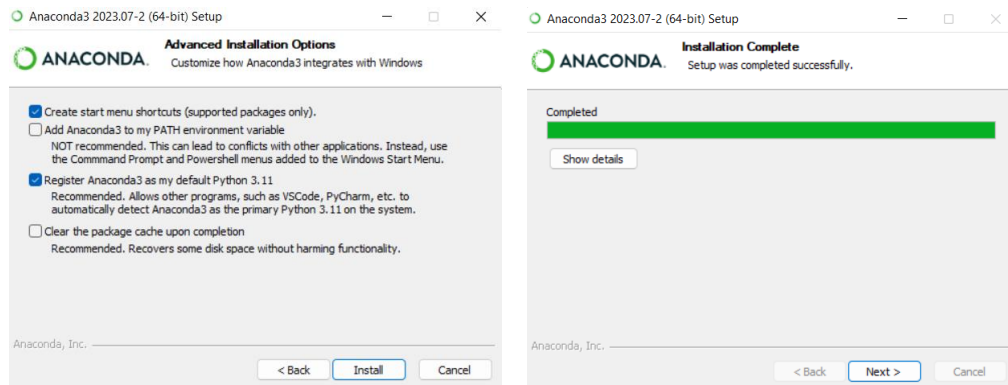 Anaconda3 2023.07-2 (64-bit) Setup
ANACONDA.
Advanced Installation Options
Customize how Anaconda3 integrates with Windows
Create start menu shortcuts (supported packages only).
Add Anaconda3 to my PATH environment variable
NOT recommended. This can lead to conflicts with other applications. Instead, use
the Commmand Prompt and Powershell menus added to the Windows Start Menu.
Register Anaconda3 as my default Python 3.11
Recommended. Allows other programs, such as VSCode, PyCharm, etc. to
automatically detect Anaconda3 as the primary Python 3.11 on the system.
Clear the package cache upon completion
Recommended. Recovers some disk space without harming functionality.
Anaconda, Inc.
< Back
Install
Cancel
Anaconda3 2023.07-2 (64-bit) Setup
ANACONDA.
Installation Complete
Setup was completed successfully.
Completed
Show details
Anaconda, Inc.
< Back
Next >
Cancel